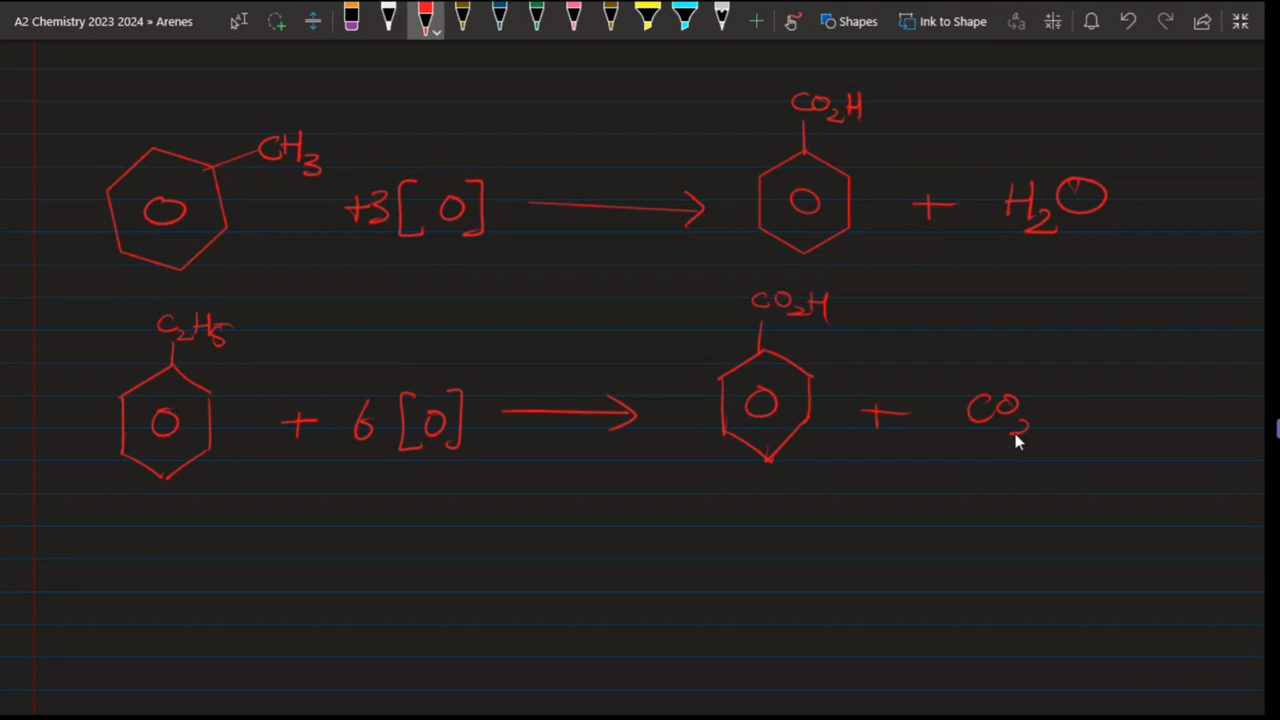 A2 Chemistry 2023 2024 » Arenes Shapes Ink to Shape
CO₂H
CH₃
+3[O] → + H₂O
C₂H₅ CO₂H
+ 6[O] → + CO₂